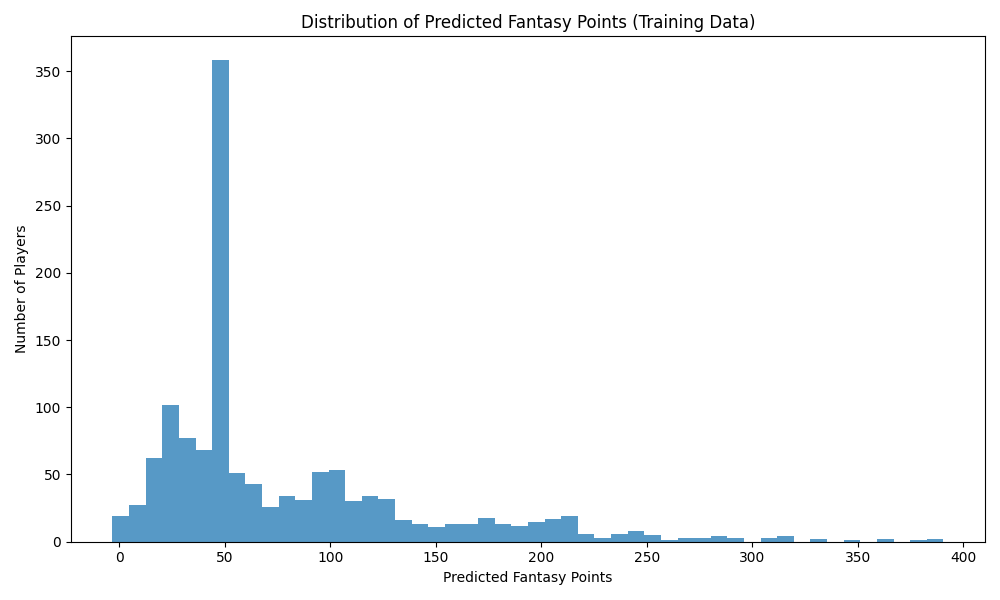 Distribution of Predicted Fantasy Points (Training Data)
350
300
250
200
150
100
50
0
Number of Players
0 50 100 150 200 250 300 350 400
Predicted Fantasy Points